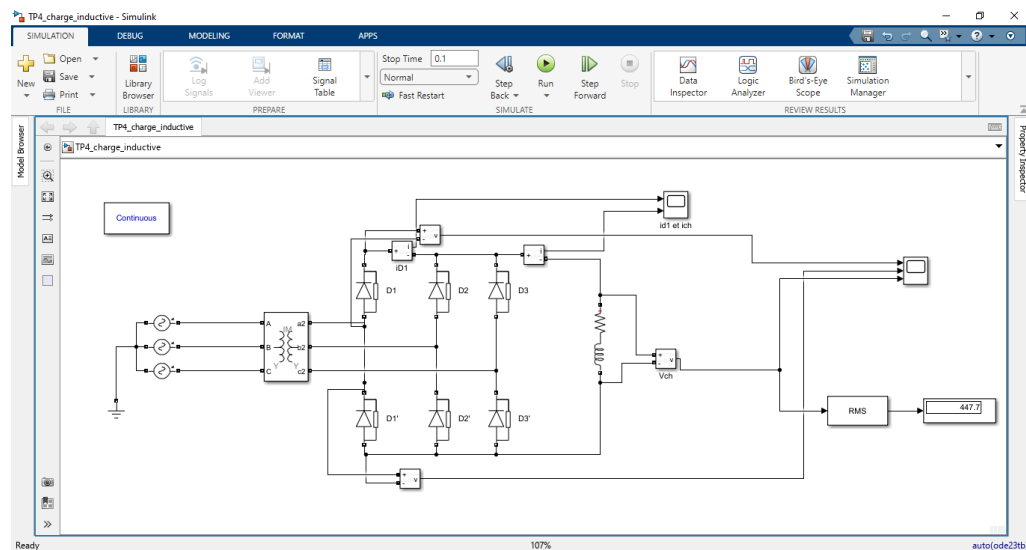 TP4_charge_inductive - Simulink
SIMULATION DEBUG MODELING FORMAT APPS
New
Open
Save
Print
FILE
Library Browser
LIBRARY
Log Signals
Add Viewer
Signal Table
PREPARE
Stop Time 0.1
Normal
Fast Restart
Step Back
Run
Step Forward
Stop
SIMULATE
Data Inspector
Logic Analyzer
Bird's-Eye Scope
Simulation Manager
REVIEW RESULTS
Model Browser
TP4_charge_inductive
TP4_charge_inductive
Property Inspector
Continuous
id1 et ich
+ - v
+ i -
iD1
+ i -
D1 D2 D3
A a2
B b2
C c2
IM
Y Y
+ - v
Vch
RMS
447.7
D1' D2' D3'
+ - v
Ready 107% auto(ode23tb